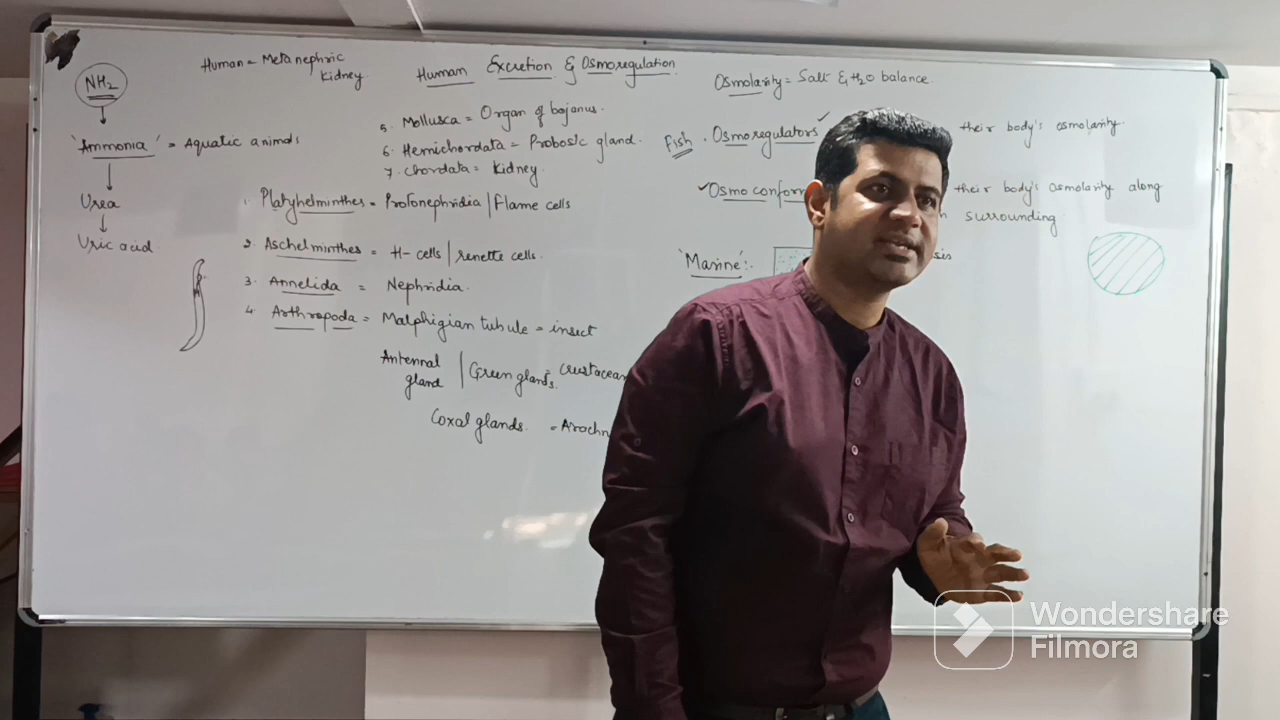 Human = Metanephric
Kidney
Human Excretion & Osmoregulation
Osmolarity = Salt & H2O balance.
NH2
'Ammonia' = Aquatic animals
Urea
Uric acid.
5. Mollusca = Organ of bojanus.
6. Hemichordata = Probosic gland.
7. Chordata = Kidney.
1. Platyhelminthes = Protonephridia | Flame cells
2. Aschelminthes = H-cells / renette cells.
3. Annelida = Nephridia.
4. Arthropoda = Malphigian tubule = insect
Antennal
gland | Green glands. crustacean
Coxal glands. = Arachn
Fish . Osmoregulators ✓ their body's osmolarity.
✓Osmo conform their body's Osmolarity along
surrounding
'Marine':-
Wondershare
Filmora